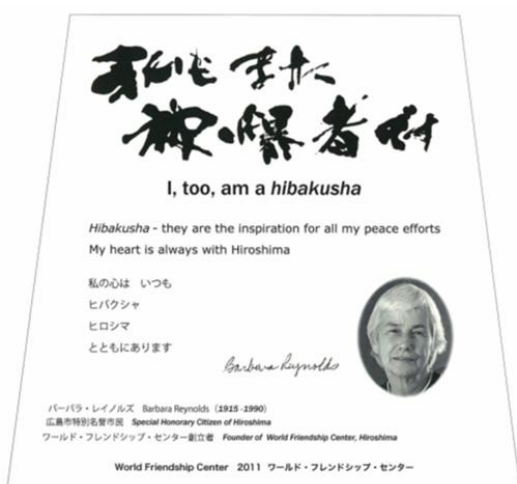 私も また
被爆者です
I, too, am a hibakusha
Hibakusha - they are the inspiration for all my peace efforts
My heart is always with Hiroshima
私の心は いつも
ヒバクシャ
ヒロシマ
とともにあります
Barbara Reynolds
バーバラ・レイノルズ Barbara Reynolds (1915 -1990)
広島市特別名誉市民 Special Honorary Citizen of Hiroshima
ワールド・フレンドシップ・センター創立者 Founder of World Friendship Center, Hiroshima
World Friendship Center 2011 ワールド・フレンドシップ・センター